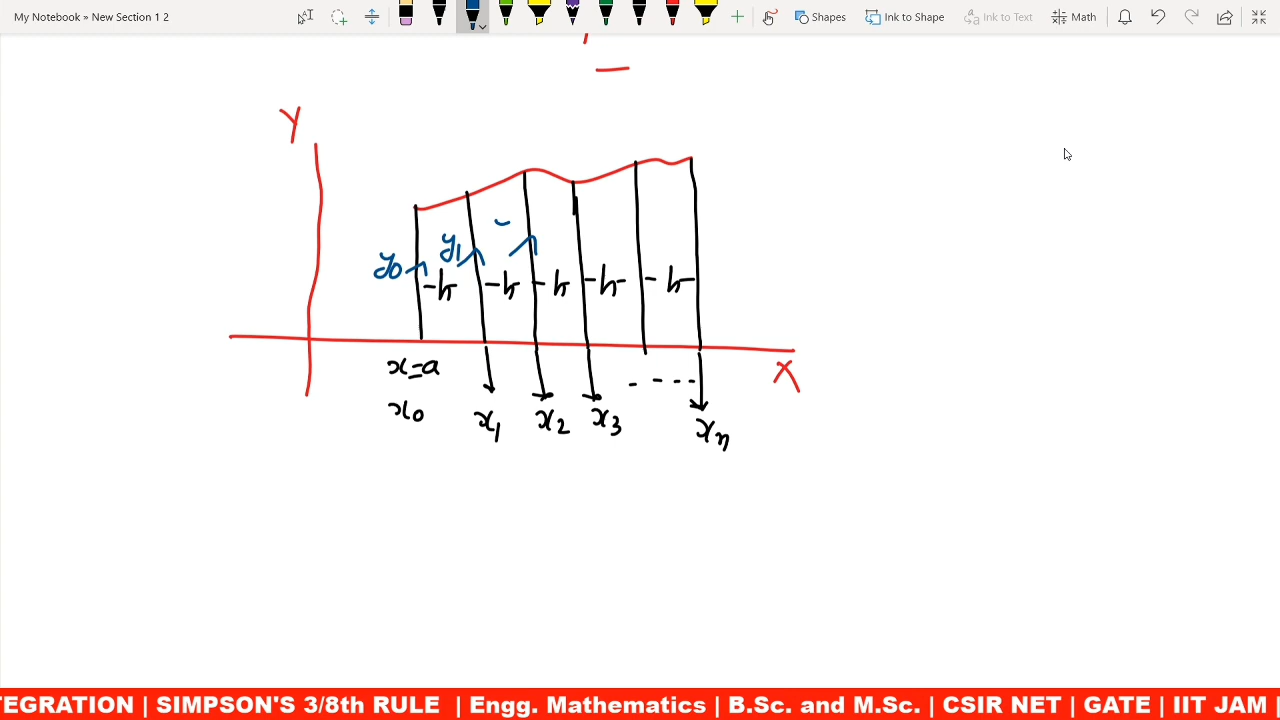 My Notebook » New Section 1 2
Shapes
Ink to Shape
Ink to Text
Math
Y
y0
y1
-h
-h
-h
-h-
-h-
x=a
X
x0
x1
x2
x3
- - - - -
xn
TEGRATION | SIMPSON'S 3/8th RULE | Engg. Mathematics | B.Sc. and M.Sc. | CSIR NET | GATE | IIT JAM |